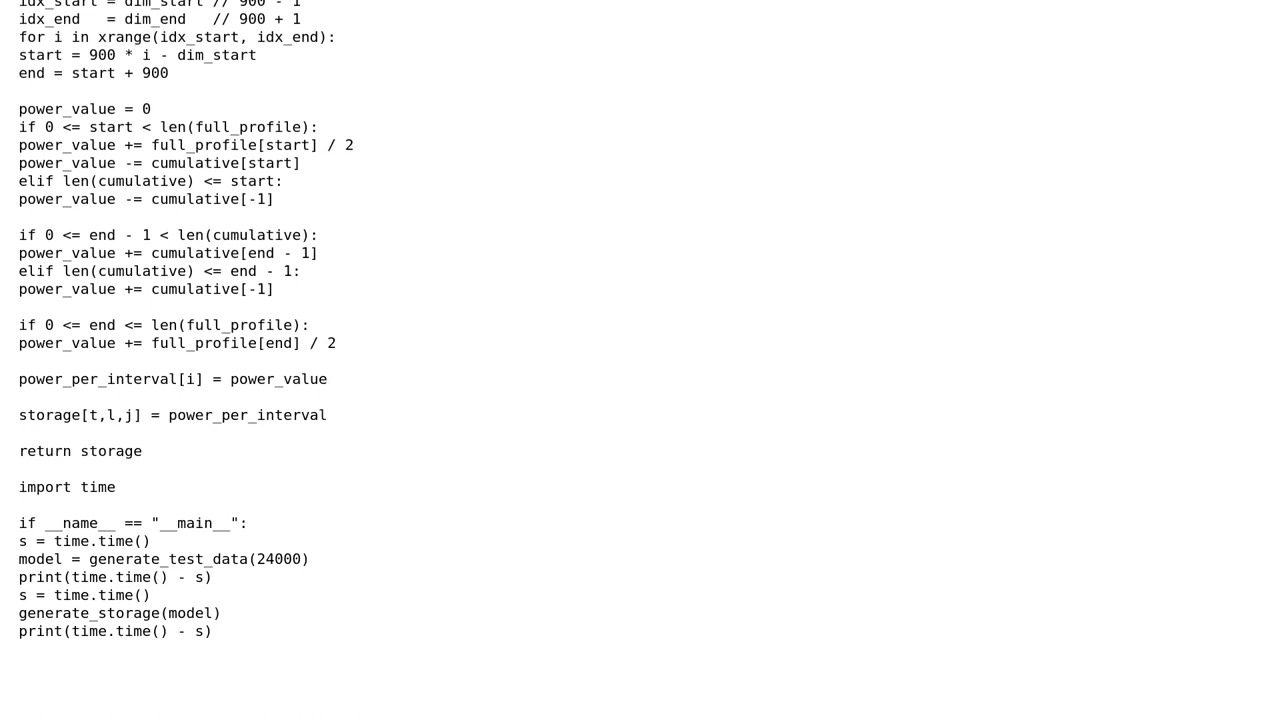 idx_start = dim_start // 900 - 1
idx_end   = dim_end   // 900 + 1
for i in xrange(idx_start, idx_end):
start = 900 * i - dim_start
end = start + 900

power_value = 0
if 0 <= start < len(full_profile):
power_value += full_profile[start] / 2
power_value -= cumulative[start]
elif len(cumulative) <= start:
power_value -= cumulative[-1]

if 0 <= end - 1 < len(cumulative):
power_value += cumulative[end - 1]
elif len(cumulative) <= end - 1:
power_value += cumulative[-1]

if 0 <= end <= len(full_profile):
power_value += full_profile[end] / 2

power_per_interval[i] = power_value

storage[t,l,j] = power_per_interval

return storage

import time

if __name__ == "__main__":
s = time.time()
model = generate_test_data(24000)
print(time.time() - s)
s = time.time()
generate_storage(model)
print(time.time() - s)